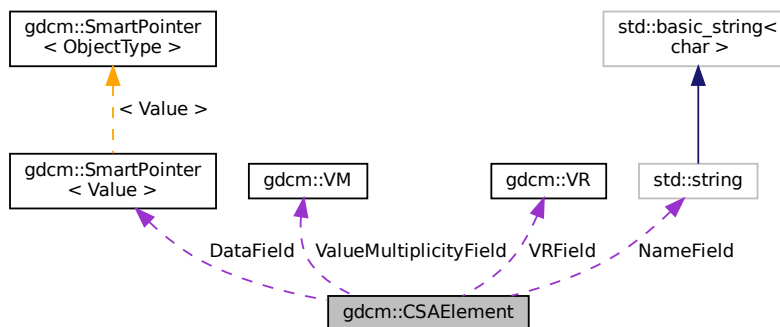 gdcm::SmartPointer
< ObjectType >
std::basic_string<
char >
< Value >
gdcm::SmartPointer
< Value >
gdcm::VM
gdcm::VR
std::string
DataField
ValueMultiplicityField
VRField
NameField
gdcm::CSAElement